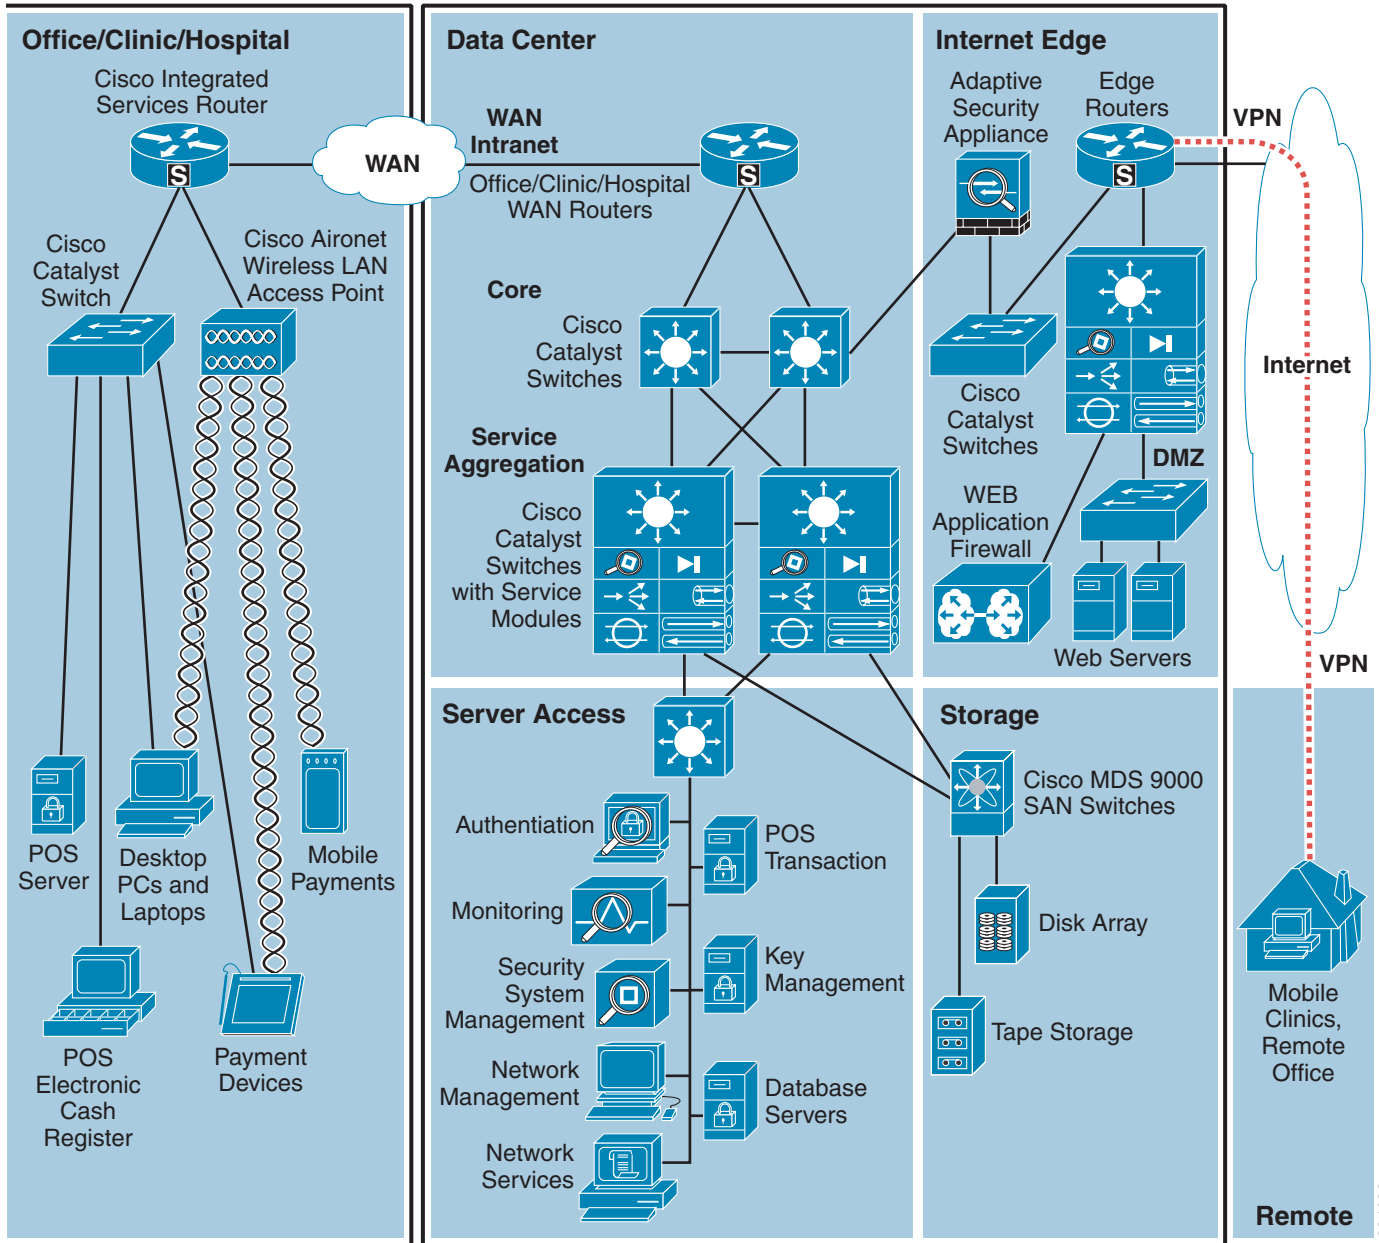 Office/Clinic/Hospital
Cisco Integrated
Services Router
S
WAN
Cisco
Catalyst
Switch
Cisco Aironet
Wireless LAN
Access Point
POS
Server
Desktop
PCs and
Laptops
Mobile
Payments
POS
Electronic
Cash
Register
Payment
Devices
Data Center
WAN
Intranet
Office/Clinic/Hospital
WAN Routers
S
Core
Cisco
Catalyst
Switches
Service
Aggregation
Cisco
Catalyst
Switches
with Service
Modules
Internet Edge
Adaptive
Security
Appliance
Edge
Routers
S
VPN
Internet
Cisco
Catalyst
Switches
DMZ
WEB
Application
Firewall
Web Servers
VPN
Server Access
Authentiation
POS
Transaction
Monitoring
Security
System
Management
Key
Management
Network
Management
Database
Servers
Network
Services
Storage
Cisco MDS 9000
SAN Switches
Disk Array
Tape Storage
Mobile
Clinics,
Remote
Office
Remote